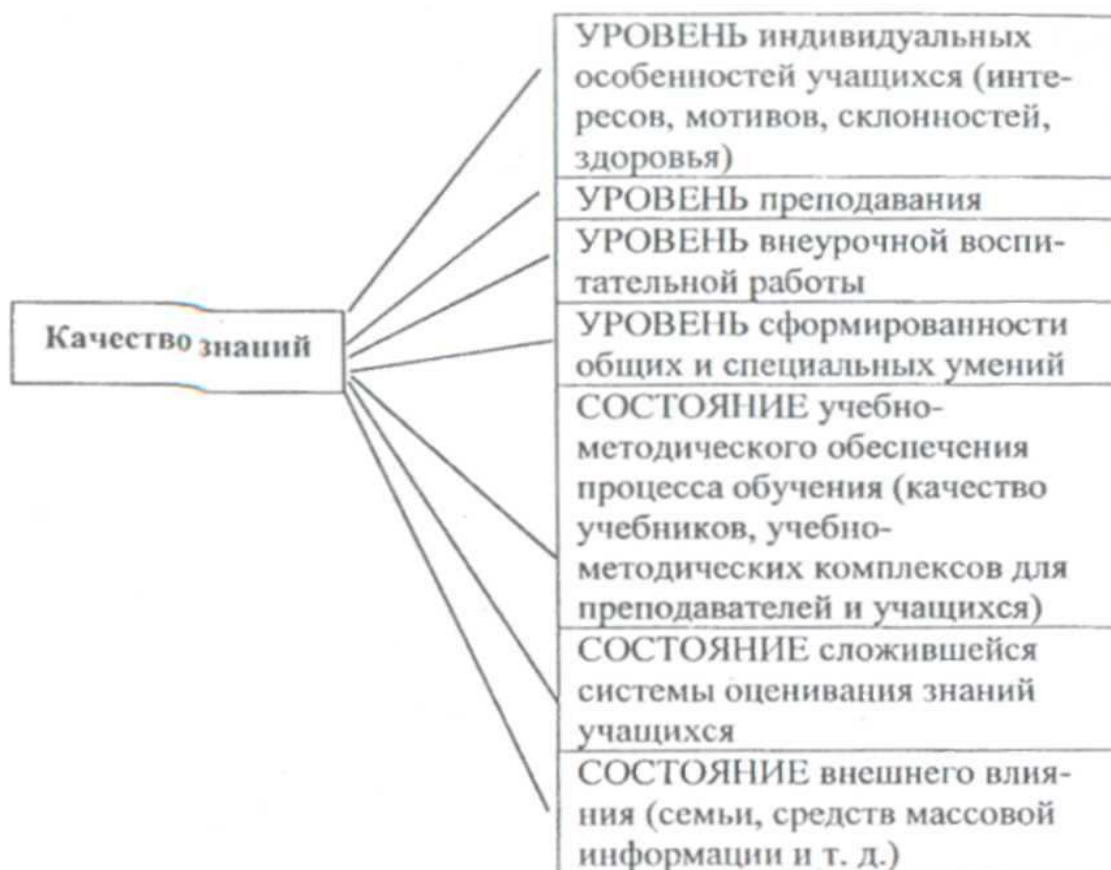 Качество знаний
УРОВЕНЬ индивидуальных
особенностей учащихся (инте-
ресов, мотивов, склонностей,
здоровья)
УРОВЕНЬ преподавания
УРОВЕНЬ внеурочной воспи-
тательной работы
УРОВЕНЬ сформированности
общих и специальных умений
СОСТОЯНИЕ учебно-
методического обеспечения
процесса обучения (качество
учебников, учебно-
методических комплексов для
преподавателей и учащихся)
СОСТОЯНИЕ сложившейся
системы оценивания знаний
учащихся
СОСТОЯНИЕ внешнего влия-
ния (семьи, средств массовой
информации и т. д.)